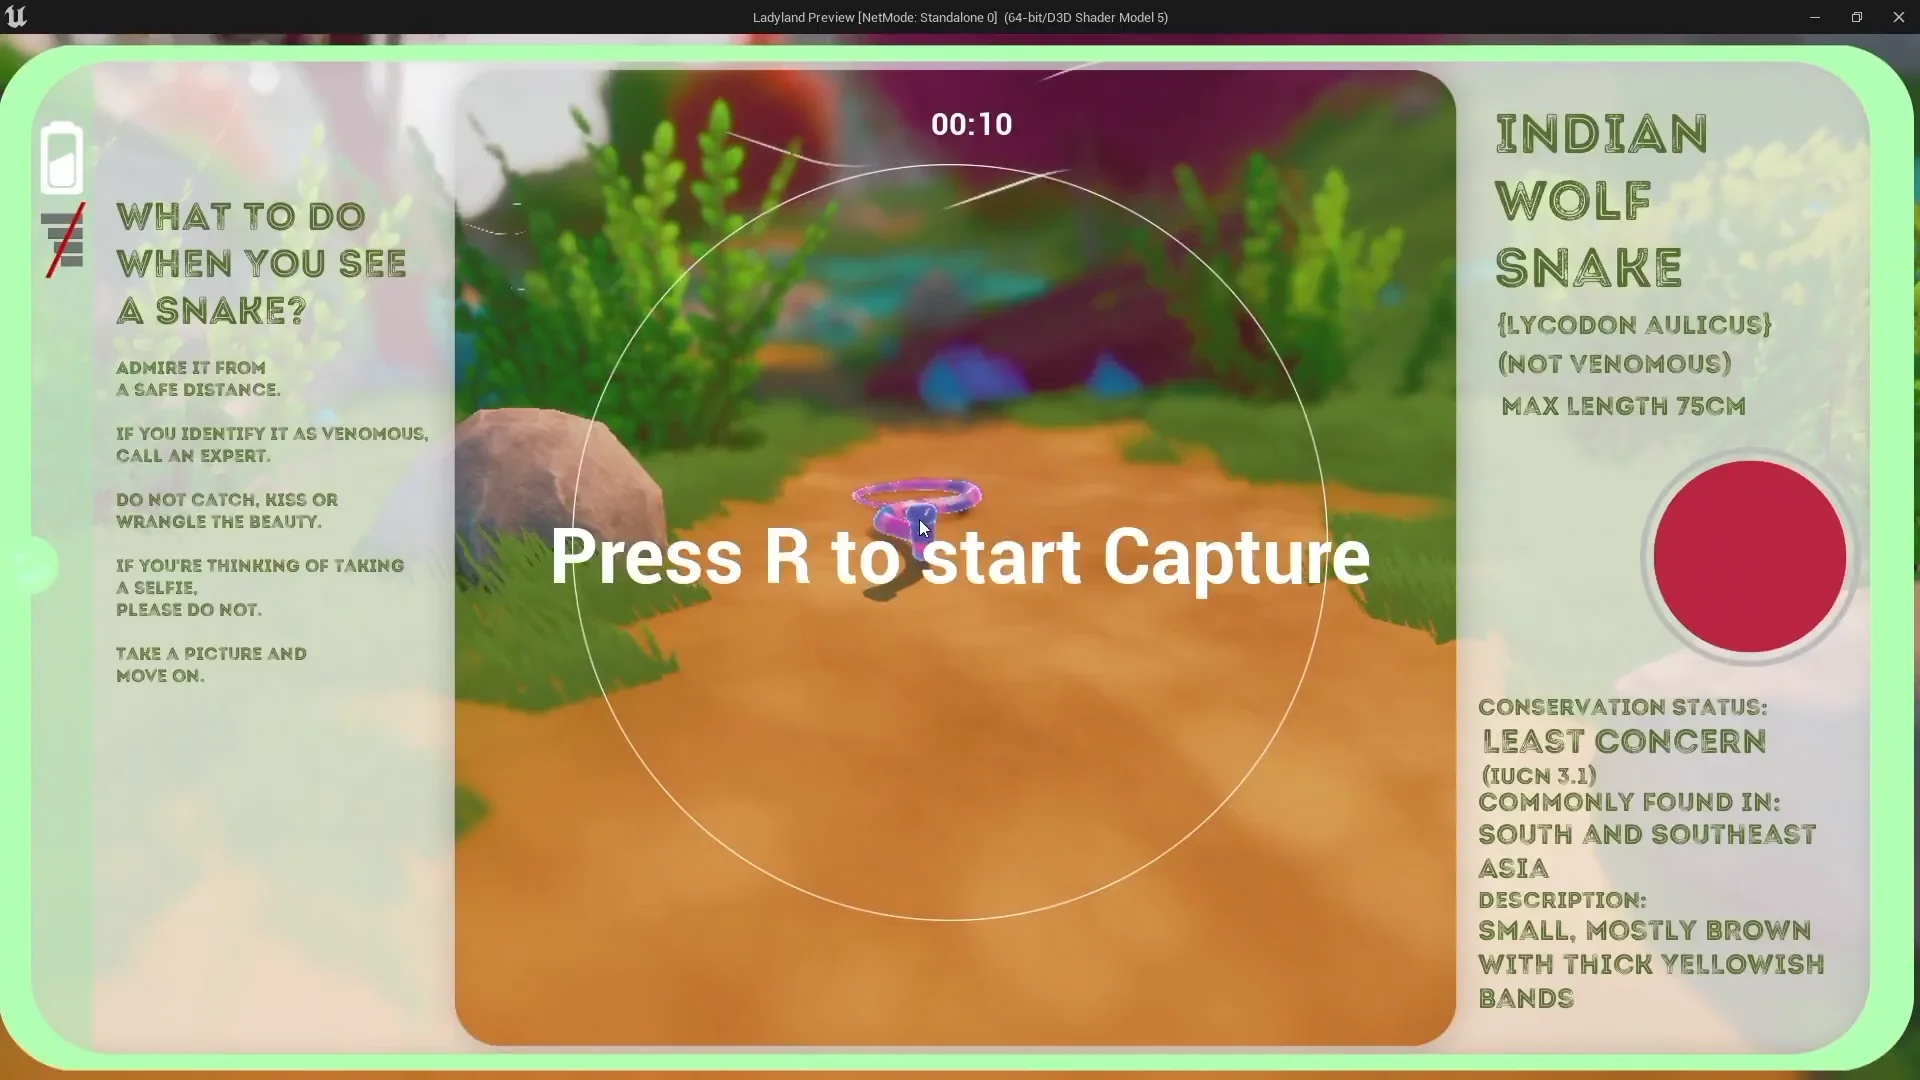 Ladyland Preview [NetMode: Standalone 0] (64-bit/D3D Shader Model 5)
WHAT TO DO
WHEN YOU SEE
A SNAKE?
ADMIRE IT FROM
A SAFE DISTANCE.
IF YOU IDENTIFY IT AS VENOMOUS,
CALL AN EXPERT.
DO NOT CATCH, KISS OR
WRANGLE THE BEAUTY.
IF YOU'RE THINKING OF TAKING
A SELFIE,
PLEASE DO NOT.
TAKE A PICTURE AND
MOVE ON.
00:10
Press R to start Capture
INDIAN
WOLF
SNAKE
{LYCODON AULICUS}
(NOT VENOMOUS)
MAX LENGTH 75CM
CONSERVATION STATUS:
LEAST CONCERN
(IUCN 3.1)
COMMONLY FOUND IN:
SOUTH AND SOUTHEAST
ASIA
DESCRIPTION:
SMALL, MOSTLY BROWN
WITH THICK YELLOWISH
BANDS